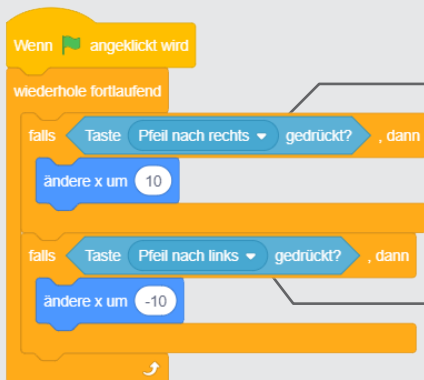 Wenn angeklickt wird
wiederhole fortlaufend
falls Taste Pfeil nach rechts gedrückt? , dann
ändere x um 10
falls Taste Pfeil nach links gedrückt? , dann
ändere x um -10